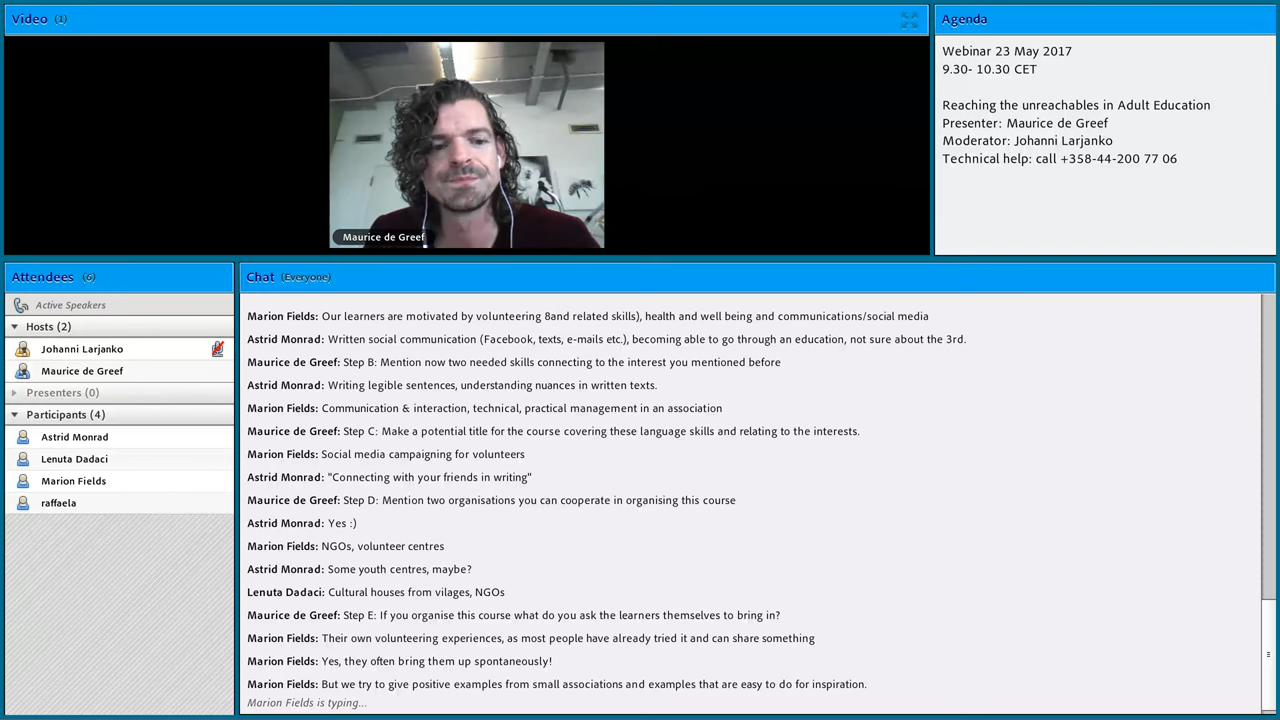 Video (1)
Maurice de Greef
Agenda
Webinar 23 May 2017
9.30- 10.30 CET
Reaching the unreachables in Adult Education
Presenter: Maurice de Greef
Moderator: Johanni Larjanko
Technical help: call +358-44-200 77 06
Attendees (6)
Active Speakers
Hosts (2)
Johanni Larjanko
Maurice de Greef
Presenters (0)
Participants (4)
Astrid Monrad
Lenuta Dadaci
Marion Fields
raffaela
Chat (Everyone)
Marion Fields: Our learners are motivated by volunteering 8and related skills), health and well being and communications/social media
Astrid Monrad: Written social communication (Facebook, texts, e-mails etc.), becoming able to go through an education, not sure about the 3rd.
Maurice de Greef: Step B: Mention now two needed skills connecting to the interest you mentioned before
Astrid Monrad: Writing legible sentences, understanding nuances in written texts.
Marion Fields: Communication & interaction, technical, practical management in an association
Maurice de Greef: Step C: Make a potential title for the course covering these language skills and relating to the interests.
Marion Fields: Social media campaigning for volunteers
Astrid Monrad: "Connecting with your friends in writing"
Maurice de Greef: Step D: Mention two organisations you can cooperate in organising this course
Astrid Monrad: Yes :)
Marion Fields: NGOs, volunteer centres
Astrid Monrad: Some youth centres, maybe?
Lenuta Dadaci: Cultural houses from vilages, NGOs
Maurice de Greef: Step E: If you organise this course what do you ask the learners themselves to bring in?
Marion Fields: Their own volunteering experiences, as most people have already tried it and can share something
Marion Fields: Yes, they often bring them up spontaneously!
Marion Fields: But we try to give positive examples from small associations and examples that are easy to do for inspiration.
Marion Fields is typing...